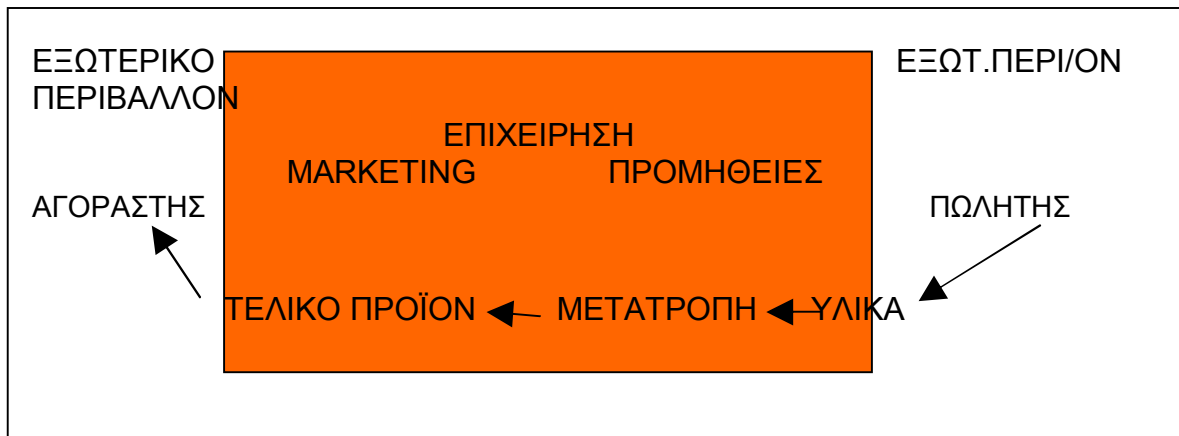 ΕΞΩΤΕΡΙΚΟ
ΠΕΡΙΒΑΛΛΟΝ
ΕΞΩΤ.ΠΕΡΙ/ΟΝ
ΕΠΙΧΕΙΡΗΣΗ
MARKETING ΠΡΟΜΗΘΕΙΕΣ
ΑΓΟΡΑΣΤΗΣ ΠΩΛΗΤΗΣ
ΤΕΛΙΚΟ ΠΡΟΪΟΝ ΜΕΤΑΤΡΟΠΗ ΥΛΙΚΑ